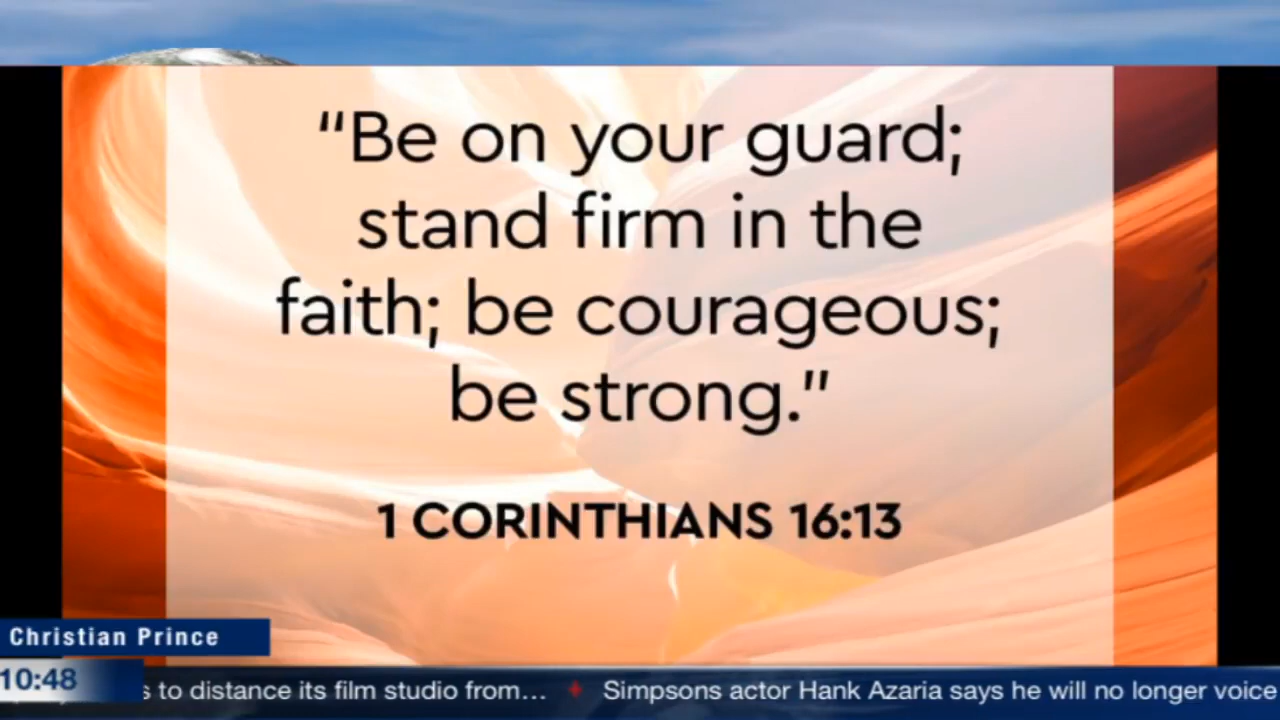 “Be on your guard;
stand firm in the
faith; be courageous;
be strong.”
1 CORINTHIANS 16:13
Christian Prince
10:48
s to distance its film studio from... Simpsons actor Hank Azaria says he will no longer voice